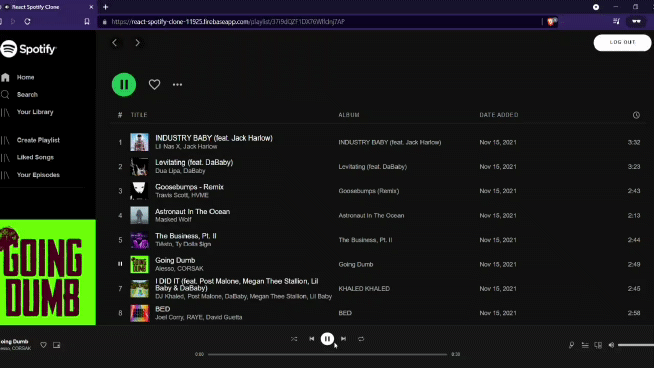 React Spotify Clone
https://react-spotify-clone-11925.firebaseapp.com/playlist/37i9dQZF1DX76Wlfdnj7AP
Spotify
LOG OUT
Home
Search
Your Library
Create Playlist
Liked Songs
Your Episodes
# TITLE ALBUM DATE ADDED
1 INDUSTRY BABY (feat. Jack Harlow) INDUSTRY BABY (feat. Jack Harlow) Nov 15, 2021 3:32
Lil Nas X, Jack Harlow
2 Levitating (feat. DaBaby) Levitating (feat. DaBaby) Nov 15, 2021 3:23
Dua Lipa, DaBaby
3 Goosebumps - Remix Goosebumps (Remix) Nov 15, 2021 2:43
Travis Scott, HVME
4 Astronaut In The Ocean Astronaut In The Ocean Nov 15, 2021 2:13
Masked Wolf
5 The Business, Pt. II The Business, Pt. II Nov 15, 2021 2:44
Tiësto, Ty Dolla $ign
Going Dumb Going Dumb Nov 15, 2021 2:49
Alesso, CORSAK
7 I DID IT (feat. Post Malone, Megan Thee Stallion, Lil Baby & DaBaby) KHALED KHALED Nov 15, 2021 2:45
DJ Khaled, Post Malone, DaBaby, Megan Thee Stallion, Lil Baby
8 BED BED Nov 15, 2021 2:58
Joel Corry, RAYE, David Guetta
GOING
DUMB
oing Dumb
lesso, CORSAK
0:00 0:30